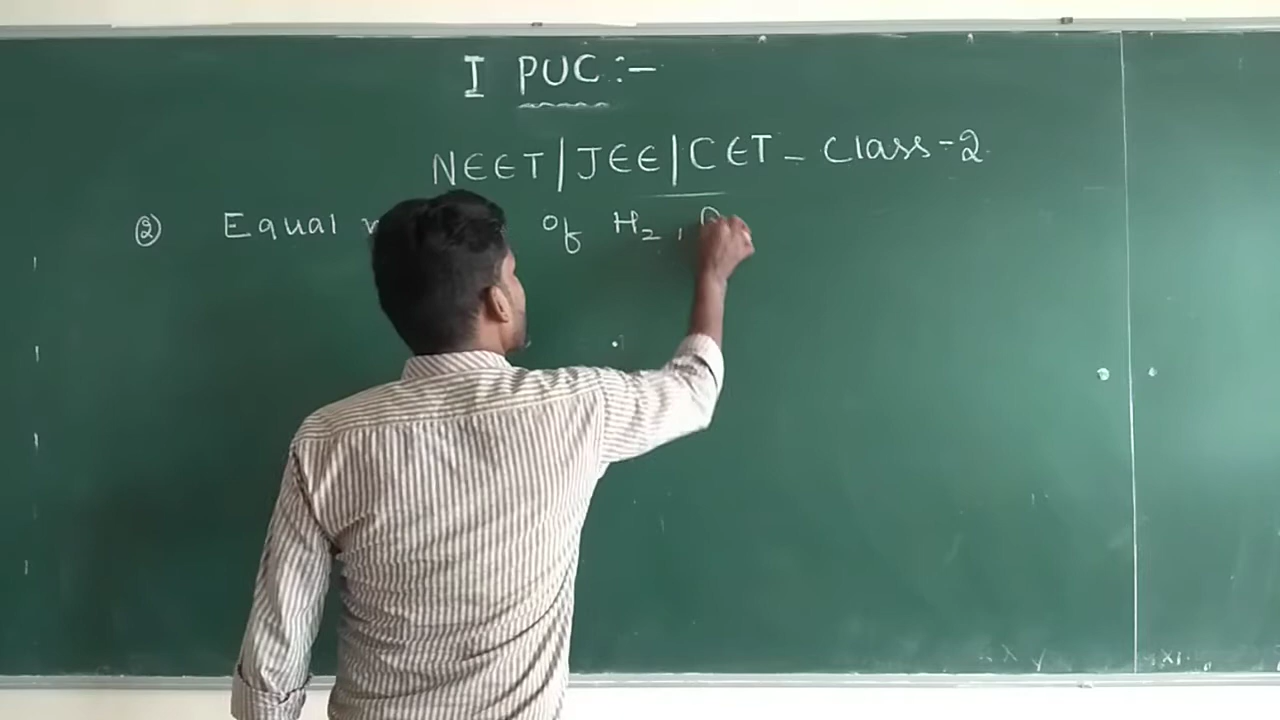 I PUC:-
NEET/JEE/CET - Class-2
② Equal of H₂,